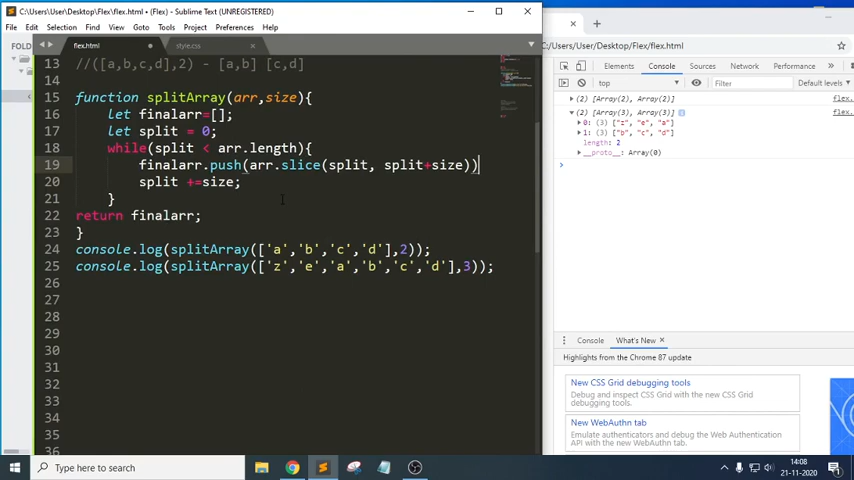 C:\Users\User\Desktop\Flex\flex.html • (Flex) - Sublime Text (UNREGISTERED)
File Edit Selection Find View Goto Tools Project Preferences Help
FOLD
flex.html
style.css
13 //([a,b,c,d],2) - [a,b] [c,d]
14
15 function splitArray(arr,size){
16 let finalarr=[];
17 let split = 0;
18 while(split < arr.length){
19 finalarr.push(arr.slice(split, split+size))
20 split +=size;
21 }
22 return finalarr;
23 }
24 console.log(splitArray(['a','b','c','d'],2));
25 console.log(splitArray(['z','e','a','b','c','d'],3));
26
27
28
29
30
31
32
33
34
35
36
C:/Users/User/Desktop/Flex/flex.html
Elements Console Sources Network Performance »
top Filter Default levels
(2) [Array(2), Array(2)] flex.
(2) [Array(3), Array(3)] flex.
0: (3) ["z", "e", "a"]
1: (3) ["b", "c", "d"]
length: 2
__proto__: Array(0)
Console What's New
Highlights from the Chrome 87 update
New CSS Grid debugging tools
Debug and inspect CSS Grid with the new CSS Grid
debugging tools.
New WebAuthn tab
Emulate authenticators and debug the Web Authentication
API with the new WebAuthn tab.
Type here to search
14:08
21-11-2020